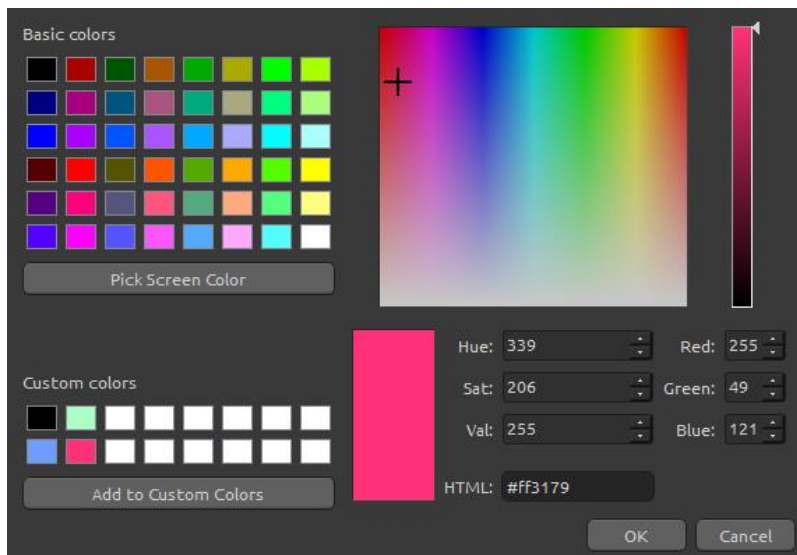 Basic colors
Pick Screen Color
Custom colors
Add to Custom Colors
Hue: 339
Red: 255
Sat: 206
Green: 49
Val: 255
Blue: 121
HTML: #ff3179
OK
Cancel